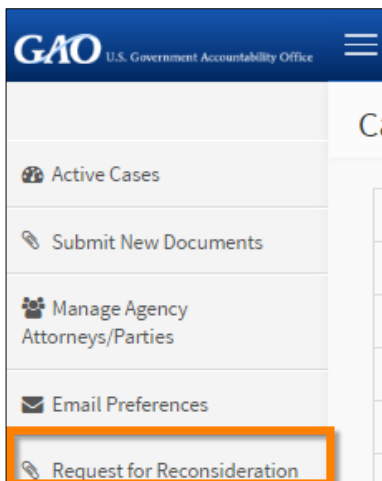 GAO U.S. Government Accountability Office
Ca
Active Cases
Submit New Documents
Manage Agency
Attorneys/Parties
Email Preferences
Request for Reconsideration